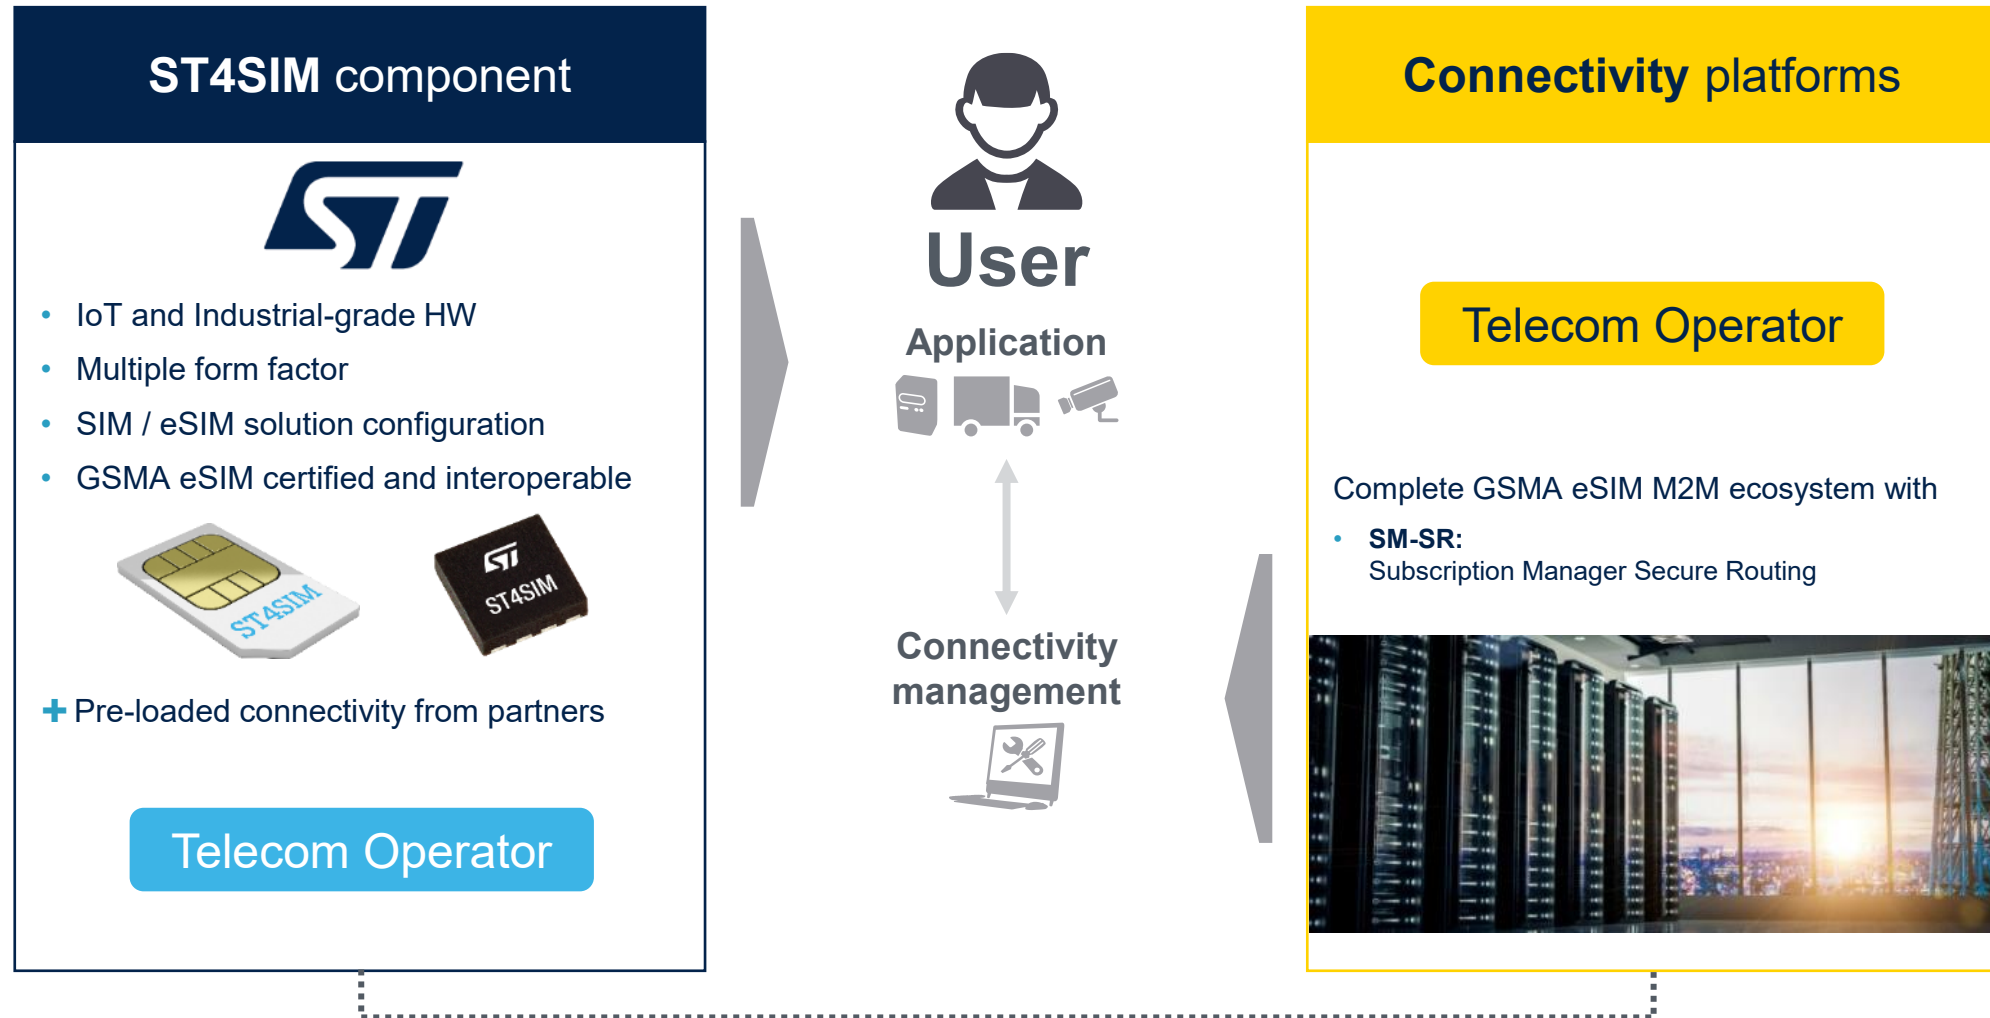 ST4SIM component
ST
IoT and Industrial-grade HW
Multiple form factor
SIM / eSIM solution configuration
GSMA eSIM certified and interoperable
ST4SIM
ST
ST4SIM
+ Pre-loaded connectivity from partners
Telecom Operator
User
Application
Connectivity
management
Connectivity platforms
Telecom Operator
Complete GSMA eSIM M2M ecosystem with
SM-SR:
Subscription Manager Secure Routing